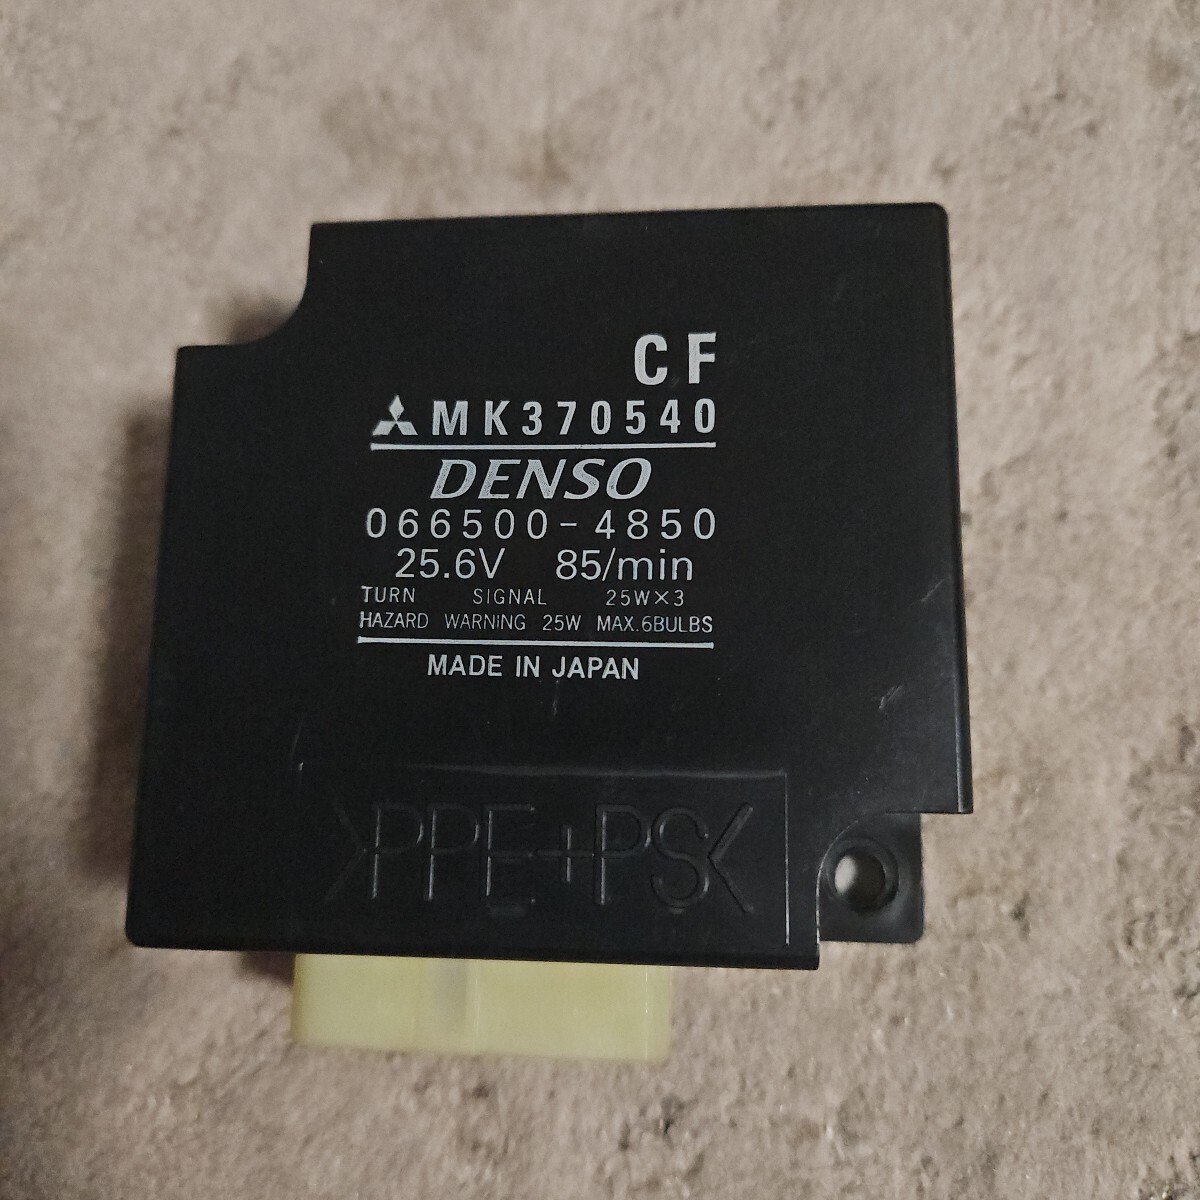 CF
MK370540
DENSO
066500-4850
25.6V 85/min
TURN SIGNAL 25W×3
HAZARD WARNING 25W MAX.6BULBS
MADE IN JAPAN
>PPE+PS<